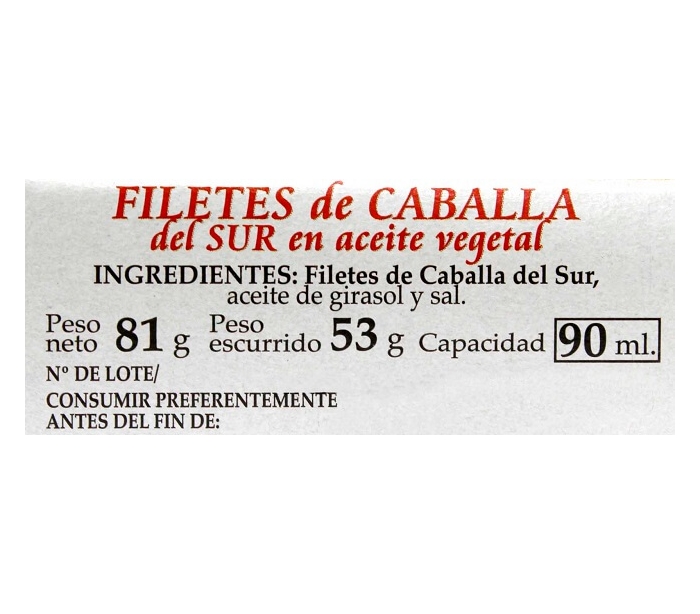 FILETES de CABALLA
del SUR en aceite vegetal
INGREDIENTES: Filetes de Caballa del Sur,
aceite de girasol y sal.
Peso neto 81 g Peso escurrido 53 g Capacidad 90 ml.
Nº DE LOTE/
CONSUMIR PREFERENTEMENTE
ANTES DEL FIN DE: